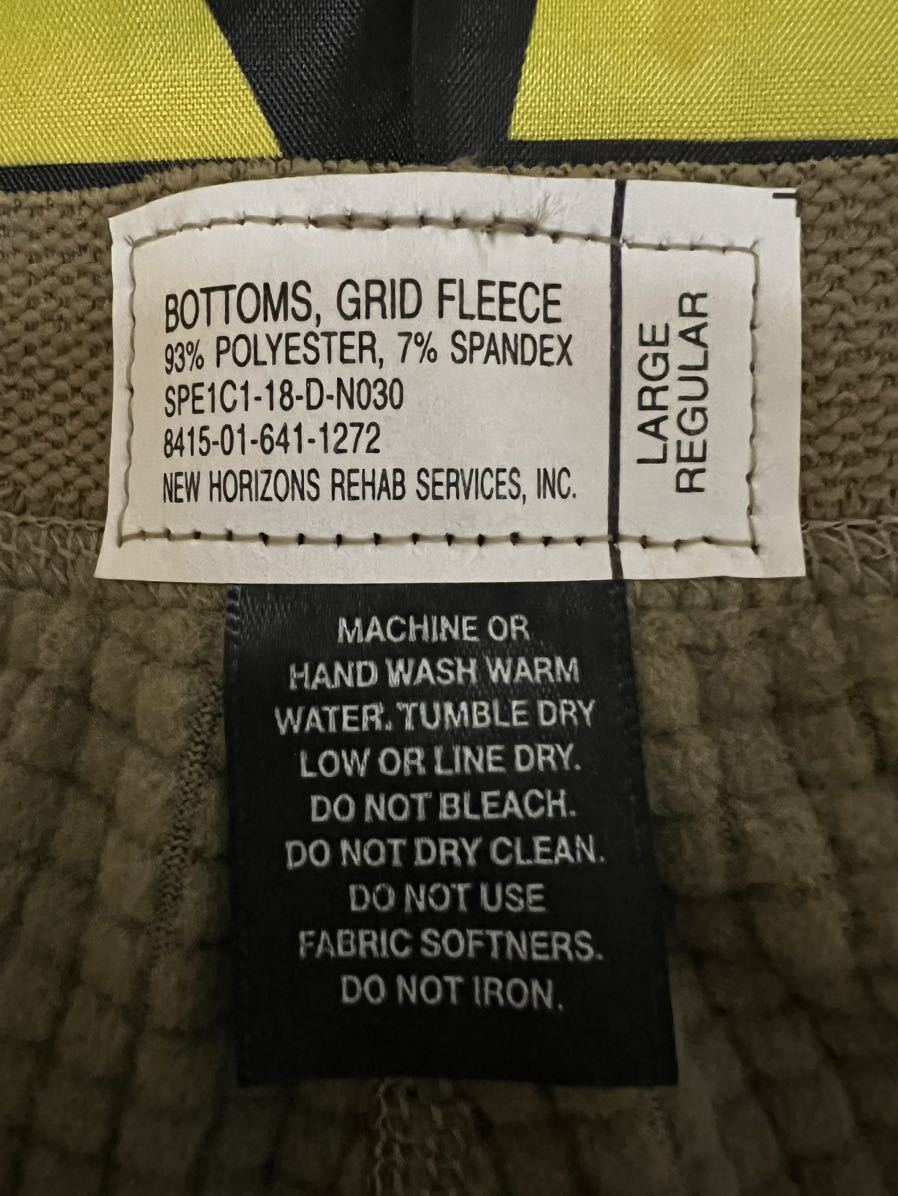 BOTTOMS, GRID FLEECE
93% POLYESTER, 7% SPANDEX
SPE1C1-18-D-N030
8415-01-641-1272
NEW HORIZONS REHAB SERVICES, INC.
LARGE
REGULAR
MACHINE OR
HAND WASH WARM
WATER. TUMBLE DRY
LOW OR LINE DRY.
DO NOT BLEACH.
DO NOT DRY CLEAN.
DO NOT USE
FABRIC SOFTNERS.
DO NOT IRON.